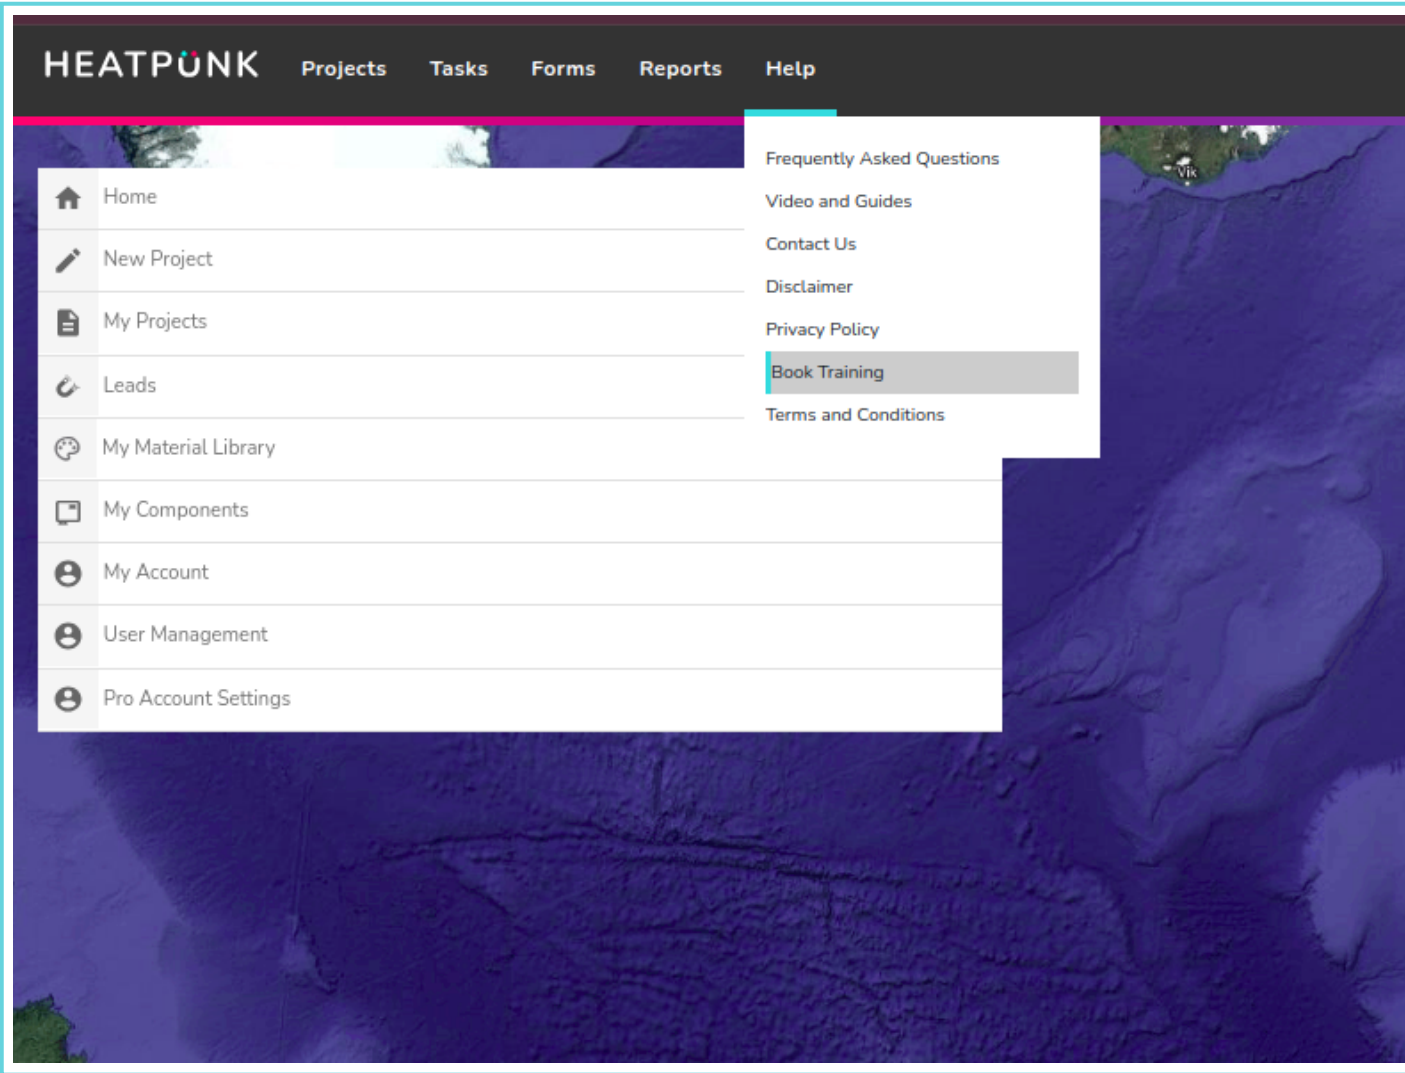 HEATPÜNK Projects Tasks Forms Reports Help
Frequently Asked Questions
Video and Guides
Contact Us
Disclaimer
Privacy Policy
Book Training
Terms and Conditions
Vik
Home
New Project
My Projects
Leads
My Material Library
My Components
My Account
User Management
Pro Account Settings